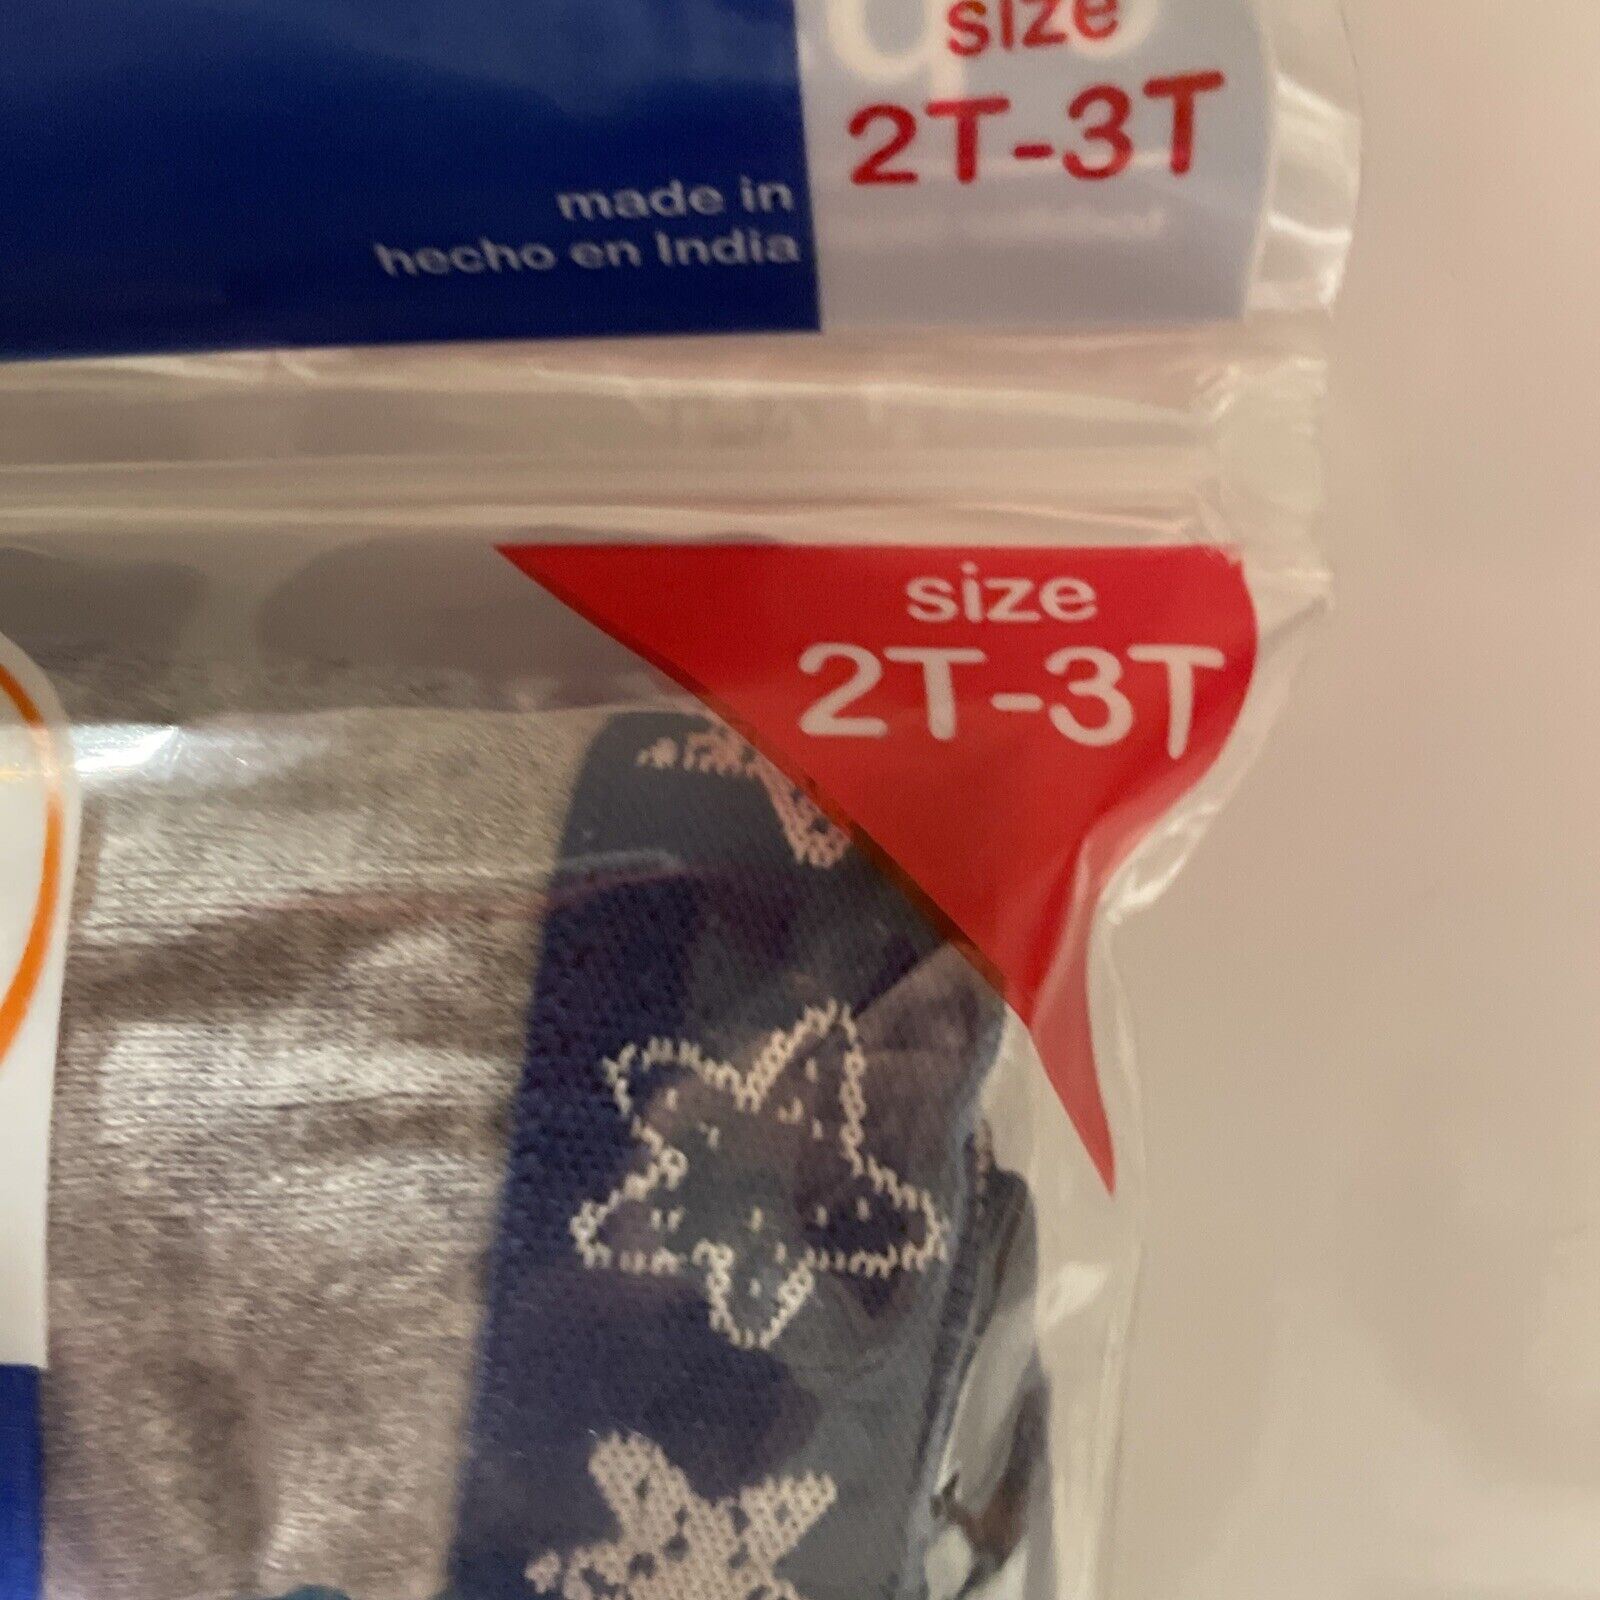 size
2T-3T
made in
hecho en India
size
2T-3T